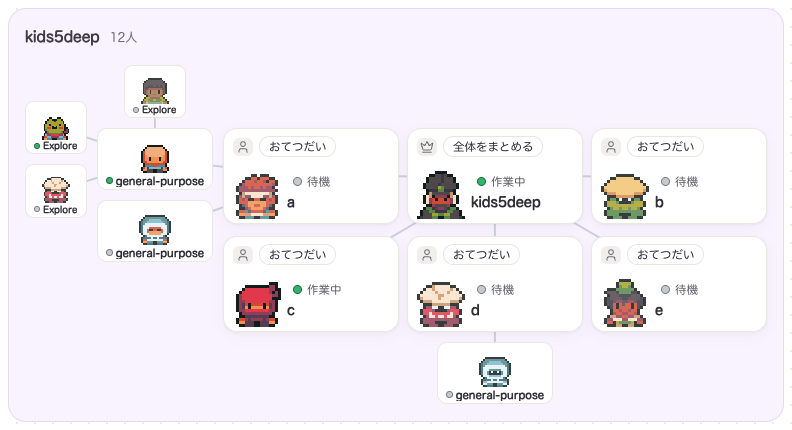 kids5deep 12人
Explore
Explore
general-purpose
Explore
general-purpose
おてつだい
待機
a
全体をまとめる
作業中
kids5deep
おてつだい
待機
b
おてつだい
作業中
c
おてつだい
待機
d
おてつだい
待機
e
general-purpose